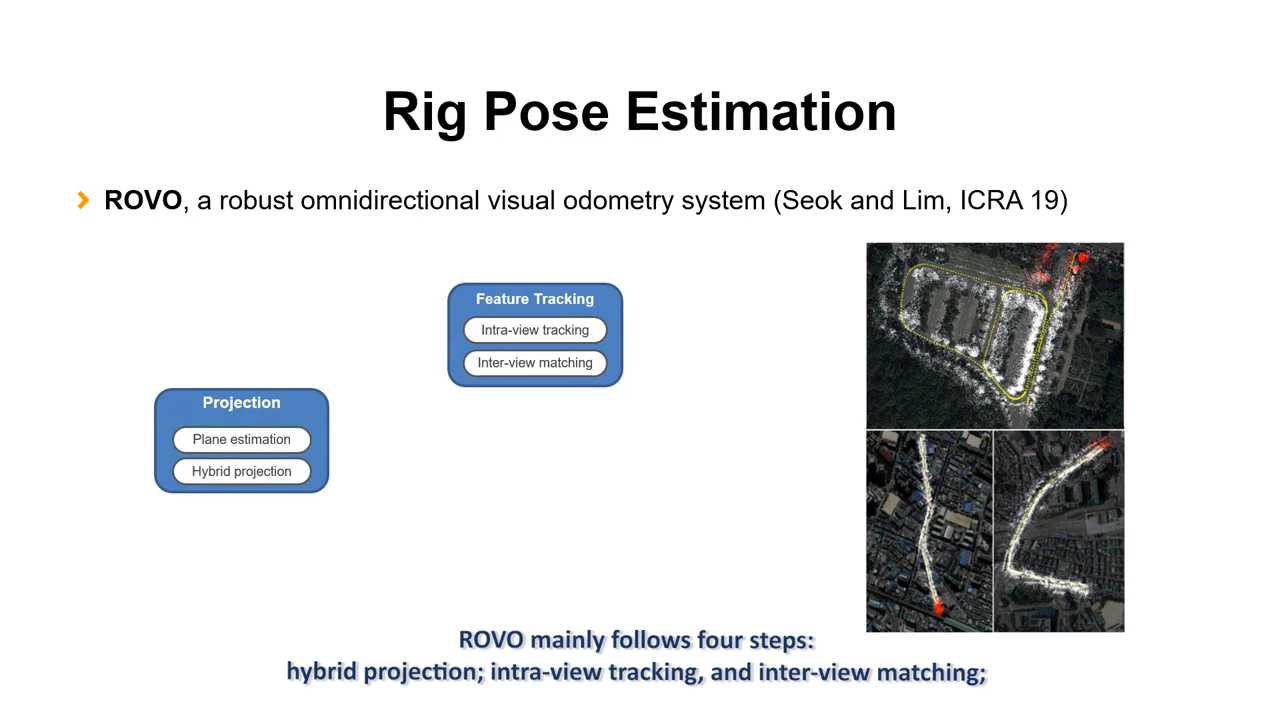 Rig Pose Estimation
ROVO, a robust omnidirectional visual odometry system (Seok and Lim, ICRA 19)
Feature Tracking
Intra-view tracking
Inter-view matching
Projection
Plane estimation
Hybrid projection
ROVO mainly follows four steps:
hybrid projection; intra-view tracking, and inter-view matching;